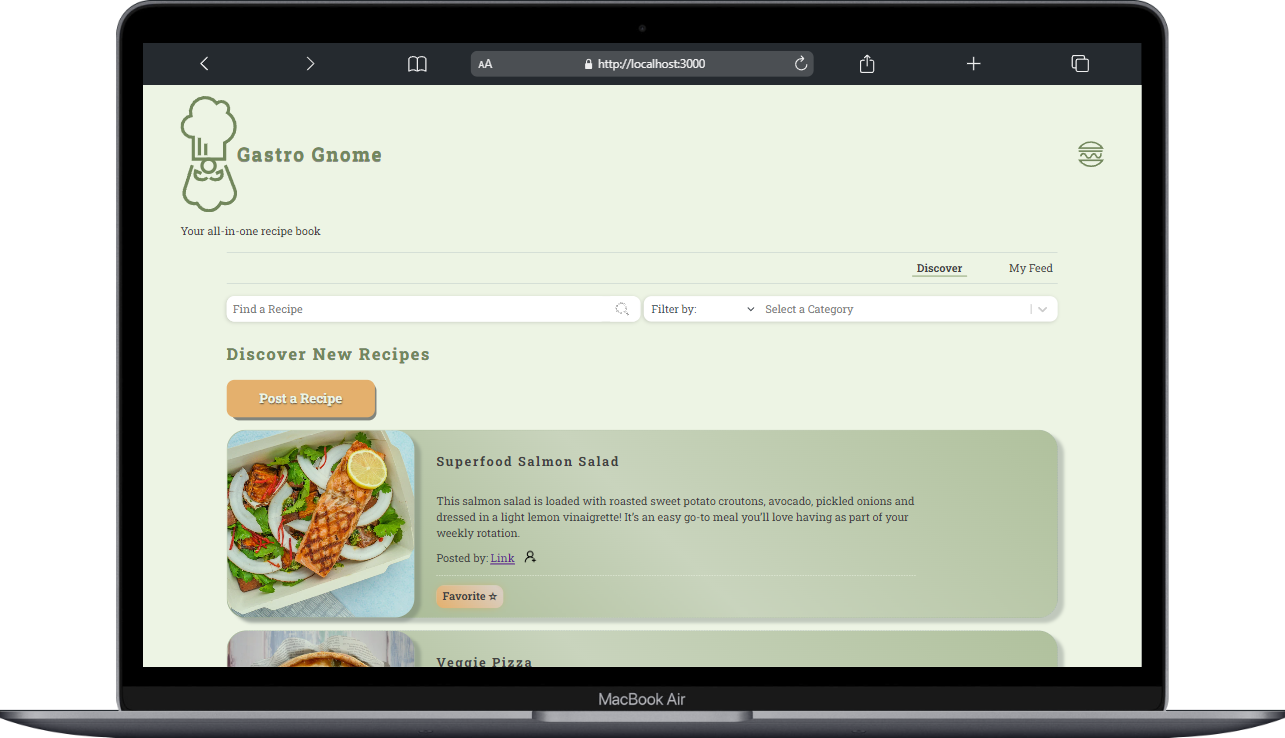 AA
http://localhost:3000
Gastro Gnome
Your all-in-one recipe book
Discover
My Feed
Find a Recipe
Filter by:
Select a Category
Discover New Recipes
Post a Recipe
Superfood Salmon Salad
This salmon salad is loaded with roasted sweet potato croutons, avocado, pickled onions and
dressed in a light lemon vinaigrette! It's an easy go-to meal you'll love having as part of your
weekly rotation.
Posted by: Link
Favorite ☆
Veggie Pizza
MacBook Air